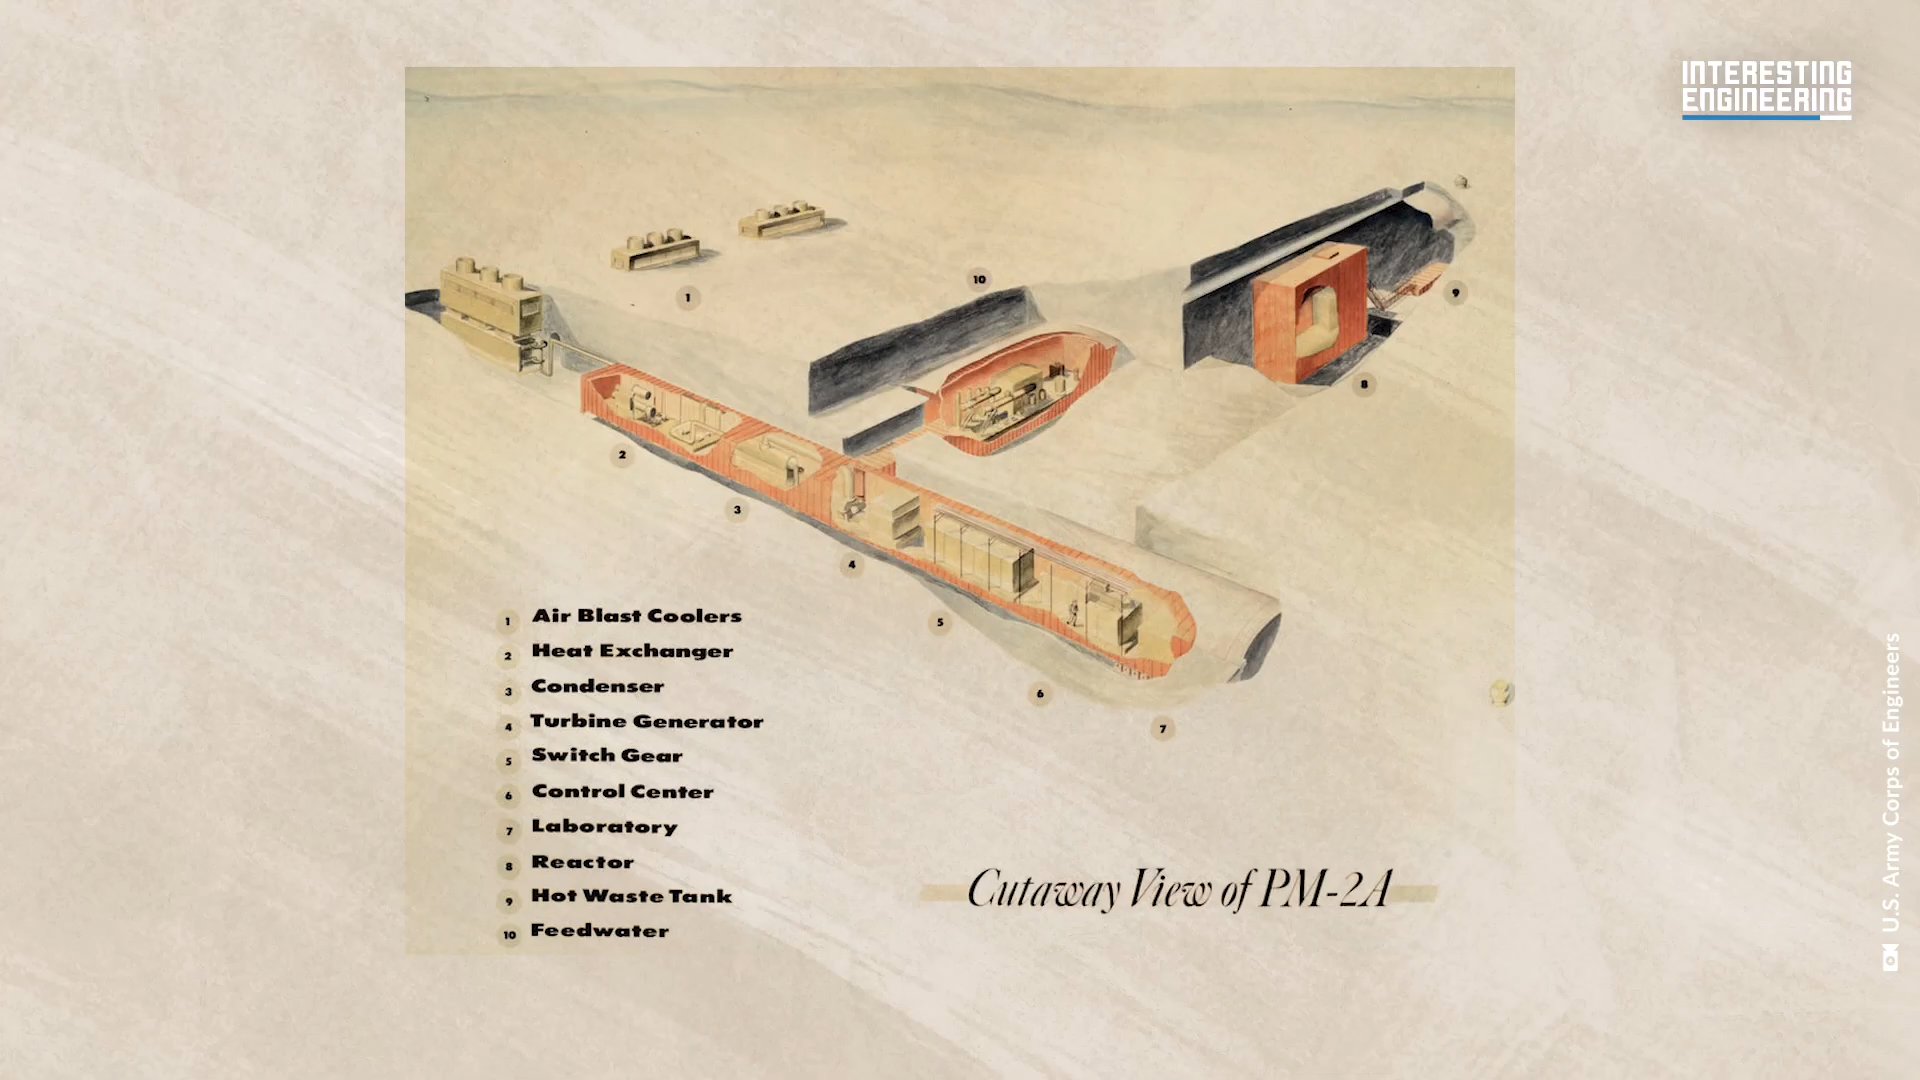 INTERESTING
ENGINEERING
10
1
9
8
2
3
4
5
6
7
1 Air Blast Coolers
2 Heat Exchanger
3 Condenser
4 Turbine Generator
5 Switch Gear
6 Control Center
7 Laboratory
8 Reactor
9 Hot Waste Tank
10 Feedwater
Cutaway View of PM-2A
U.S. Army Corps of Engineers